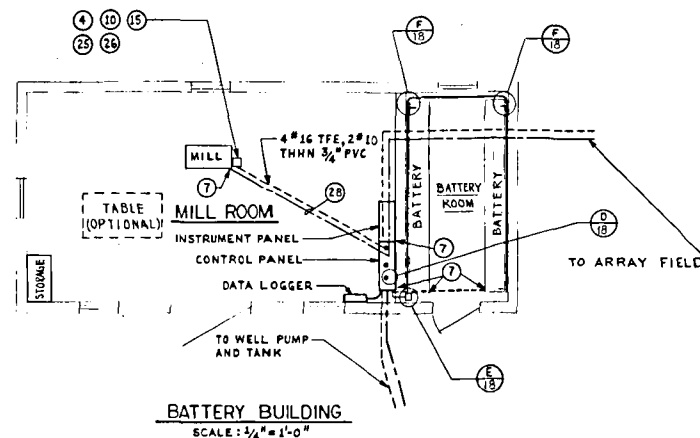 4 10 15
25 26
F
18
F
18
4 #16 TFE, 2 #10
THHN 3/4" PVC
MILL
7
28
TABLE
(OPTIONAL)
MILL ROOM
BATTERY
BATTERY
ROOM
BATTERY
D
18
INSTRUMENT PANEL
7
CONTROL PANEL
7
TO ARRAY FIELD
STORAGE
DATA LOGGER
TO WELL PUMP
AND TANK
E
18
BATTERY BUILDING
SCALE: 1/4" = 1'-0"